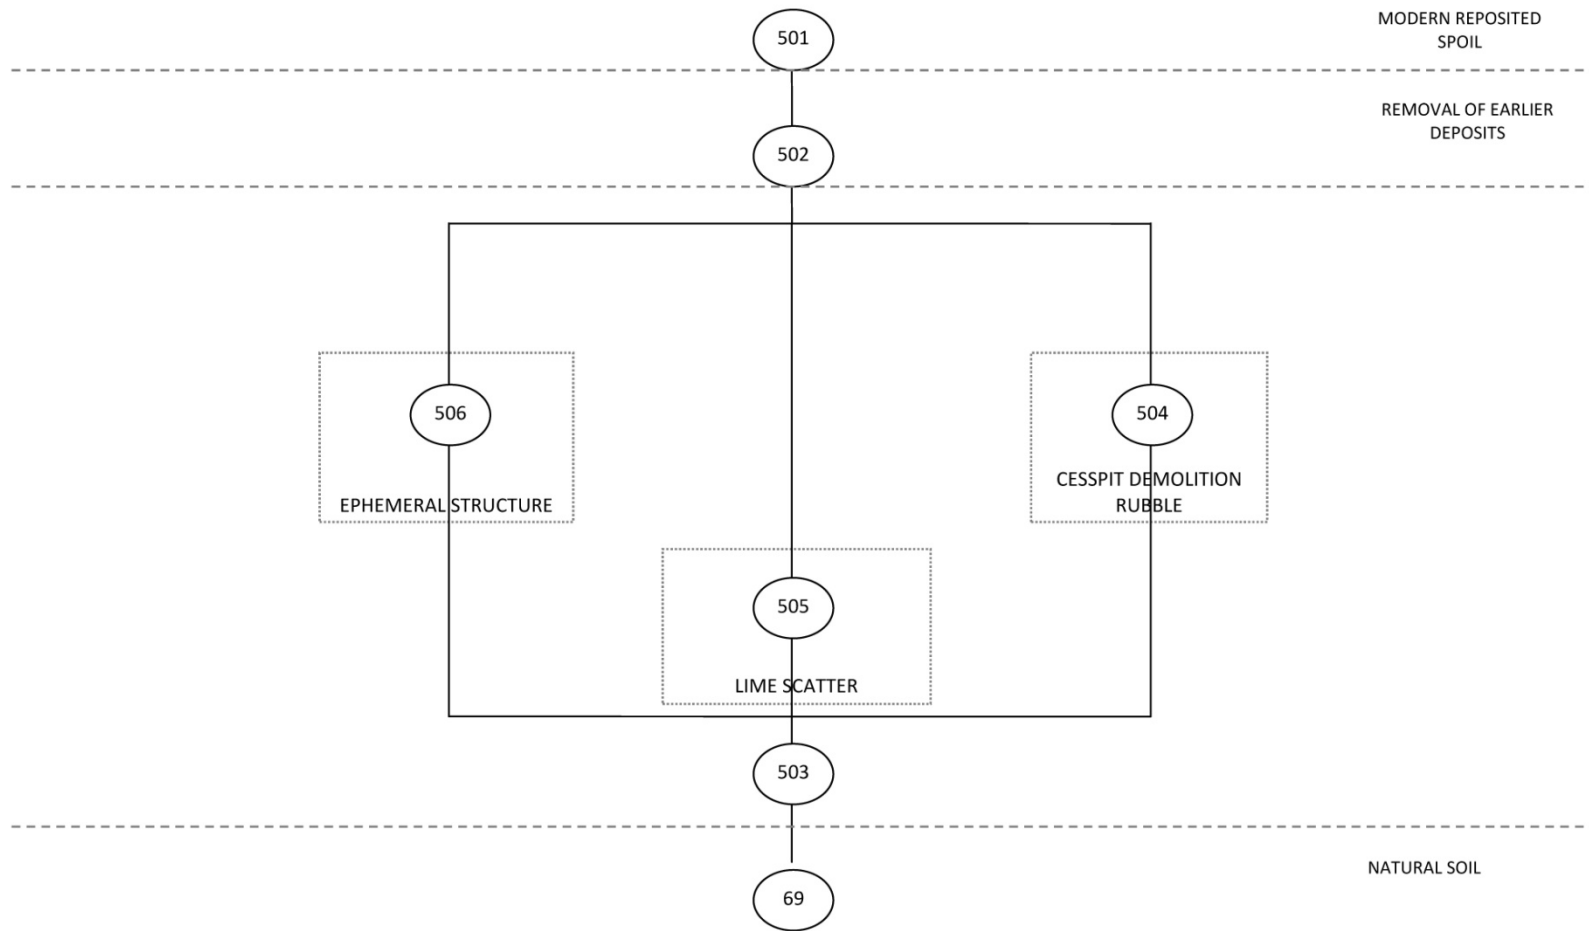 501
MODERN REPOSITED
SPOIL
502
REMOVAL OF EARLIER
DEPOSITS
506
EPHEMERAL STRUCTURE
504
CESSPIT DEMOLITION
RUBBLE
505
LIME SCATTER
503
69
NATURAL SOIL